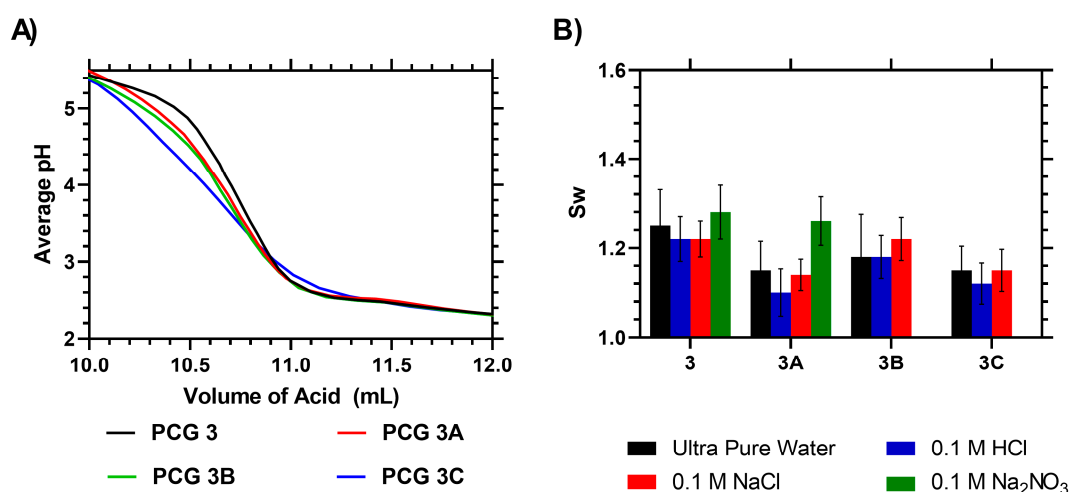 A)
B)
Average pH
5
4
3
2
10.0 10.5 11.0 11.5 12.0
Volume of Acid (mL)
PCG 3 PCG 3A
PCG 3B PCG 3C
Sw
1.6
1.4
1.2
1.0
3 3A 3B 3C
Ultra Pure Water 0.1 M HCl
0.1 M NaCl 0.1 M Na₂NO₃